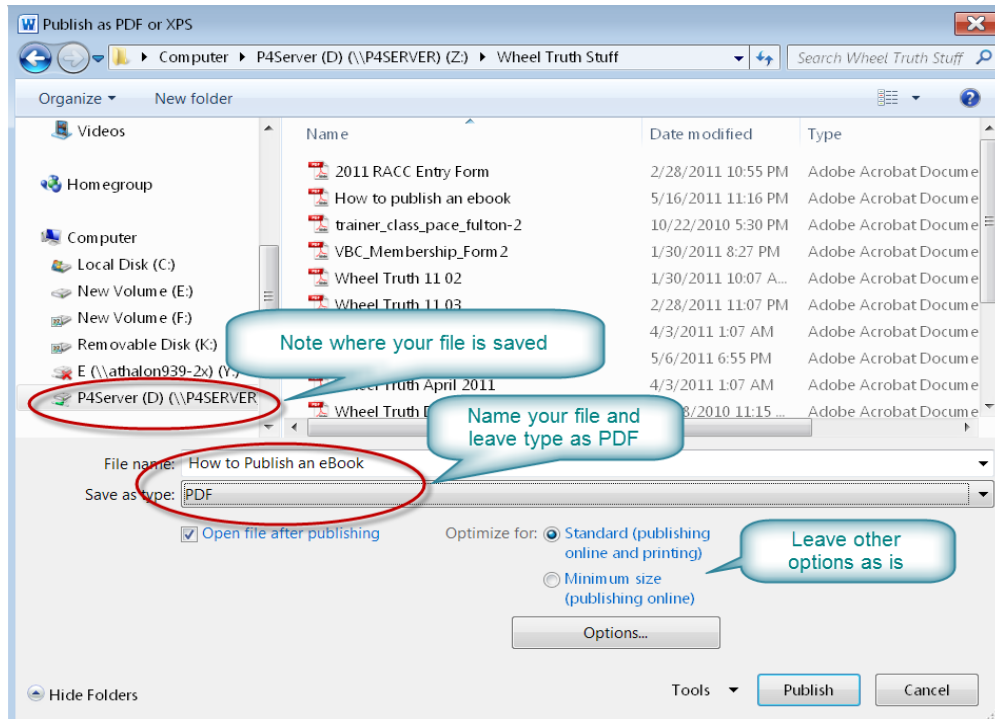 Publish as PDF or XPS
Computer P4Server (D) (\\P4SERVER) (Z:) Wheel Truth Stuff
Search Wheel Truth Stuff
Organize New folder
Name Date modified Type
Videos
Homegroup
Computer
Local Disk (C:)
New Volume (E:)
New Volume (F:)
Removable Disk (K:)
E (\\athalon939-2x) (Y:)
P4Server (D) (\\P4SERVER
2011 RACC Entry Form 2/28/2011 10:55 PM Adobe Acrobat Docume
How to publish an ebook 5/16/2011 11:16 PM Adobe Acrobat Docume
trainer_class_pace_fulton-2 10/22/2010 5:30 PM Adobe Acrobat Docume
VBC_Membership_Form2 1/30/2011 8:27 PM Adobe Acrobat Docume
Wheel Truth 11 02 1/30/2011 10:07 A... Adobe Acrobat Docume
Wheel Truth 11 03 2/28/2011 11:07 PM Adobe Acrobat Docume
4/3/2011 1:07 AM Adobe Acrobat Docume
5/6/2011 6:55 PM Adobe Acrobat Docume
Truth April 2011 4/3/2011 1:07 AM Adobe Acrobat Docume
Wheel Truth /2010 11:15 ... Adobe Acrobat Docume
Note where your file is saved
Name your file and
leave type as PDF
File name: How to Publish an eBook
Save as type: PDF
Open file after publishing
Optimize for: Standard (publishing
online and printing)
Minimum size
(publishing online)
Leave other
options as is
Options...
Hide Folders
Tools Publish Cancel